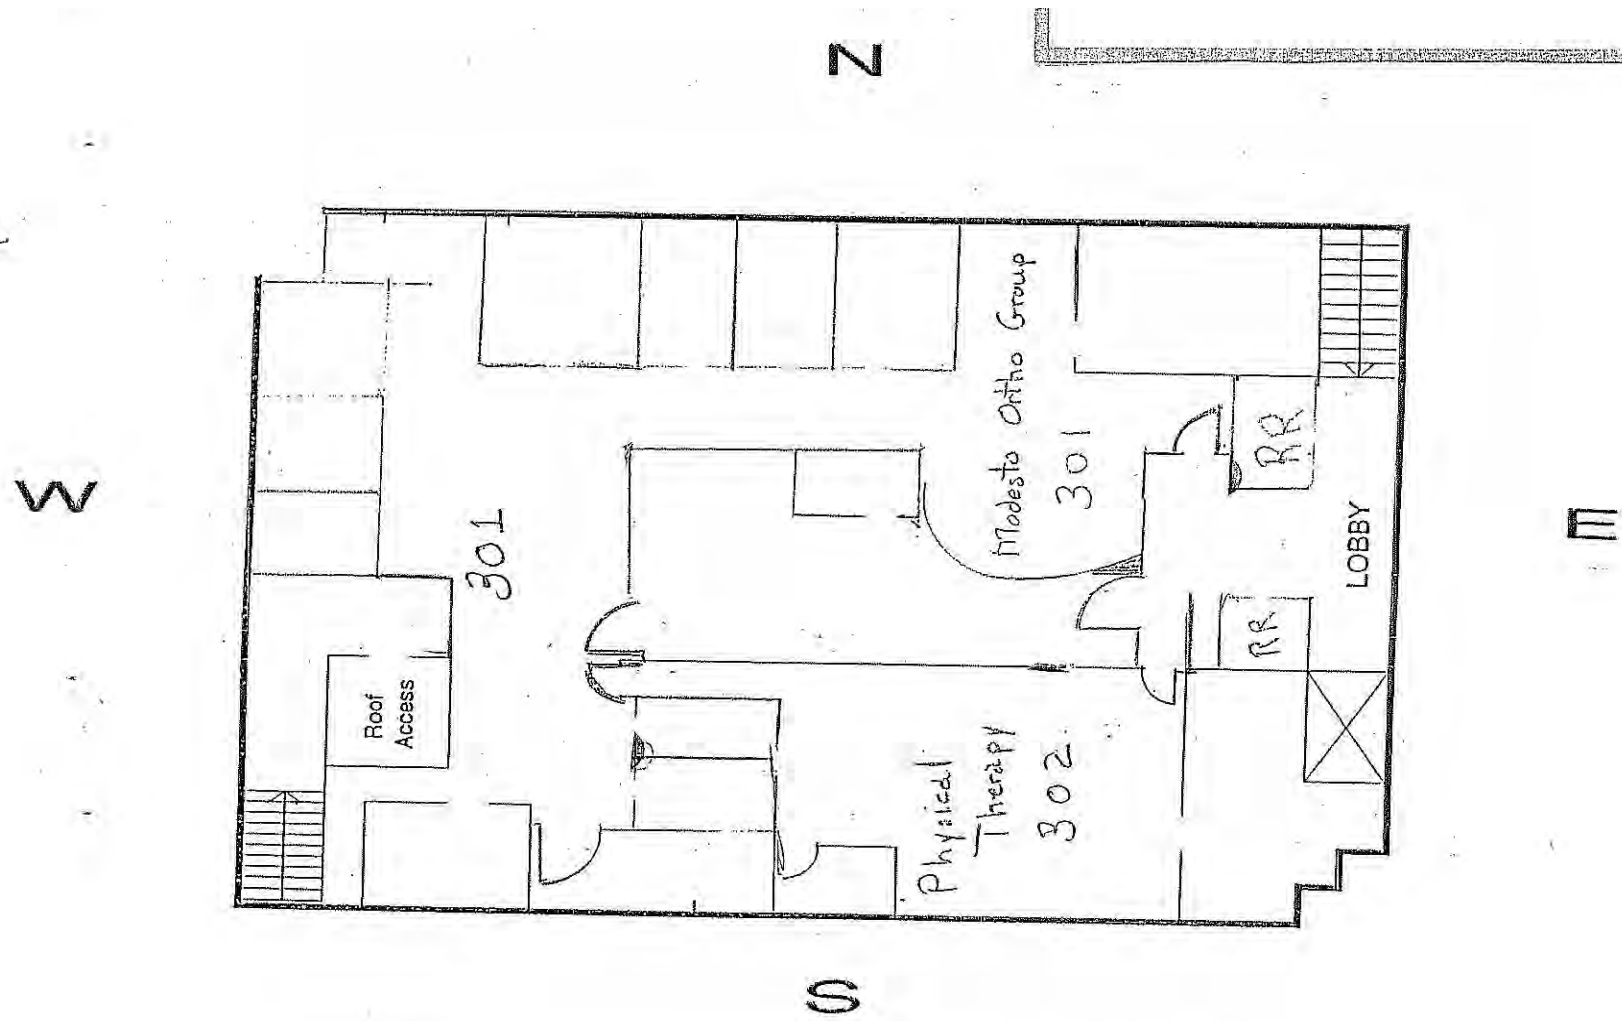 N
W
E
S
Modesto Ortho Group
301
301
RR
RR
LOBBY
Roof
Access
Physical
Therapy
302